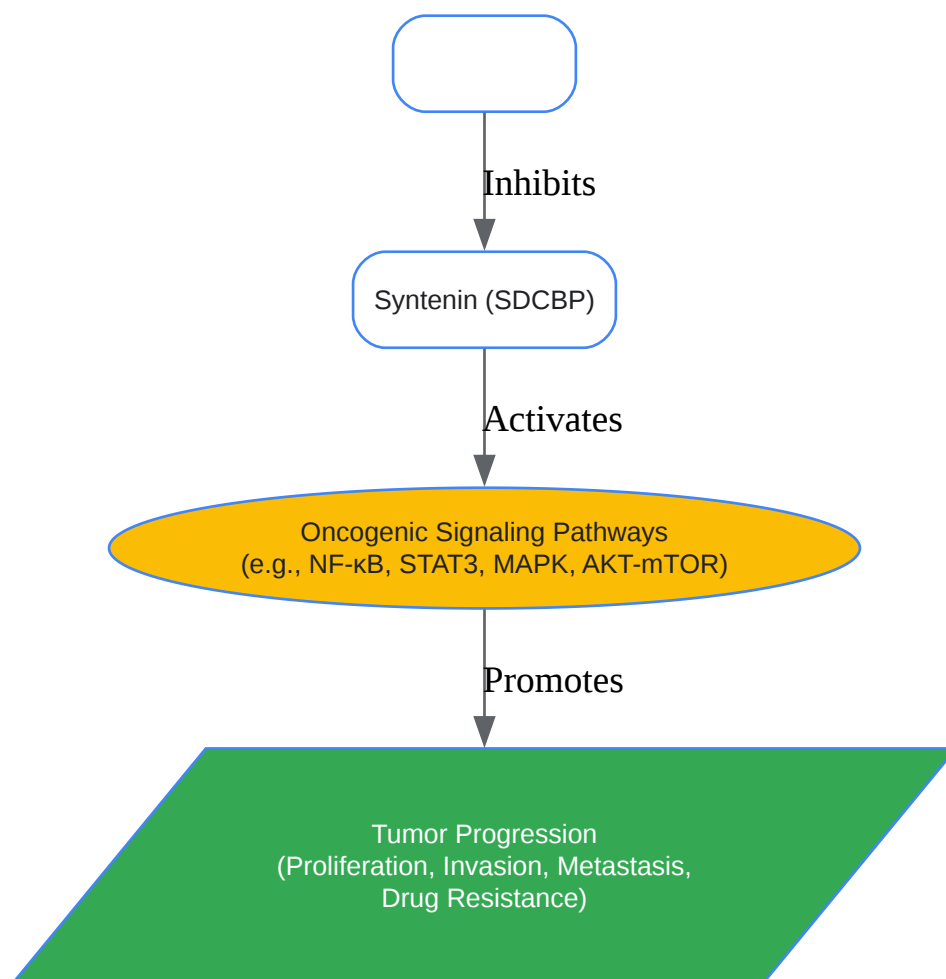 Inhibits
Syntenin (SDCBP)
Activates
Oncogenic Signaling Pathways
(e.g., NF-κB, STAT3, MAPK, AKT-mTOR)
Promotes
Tumor Progression
(Proliferation, Invasion, Metastasis,
Drug Resistance)